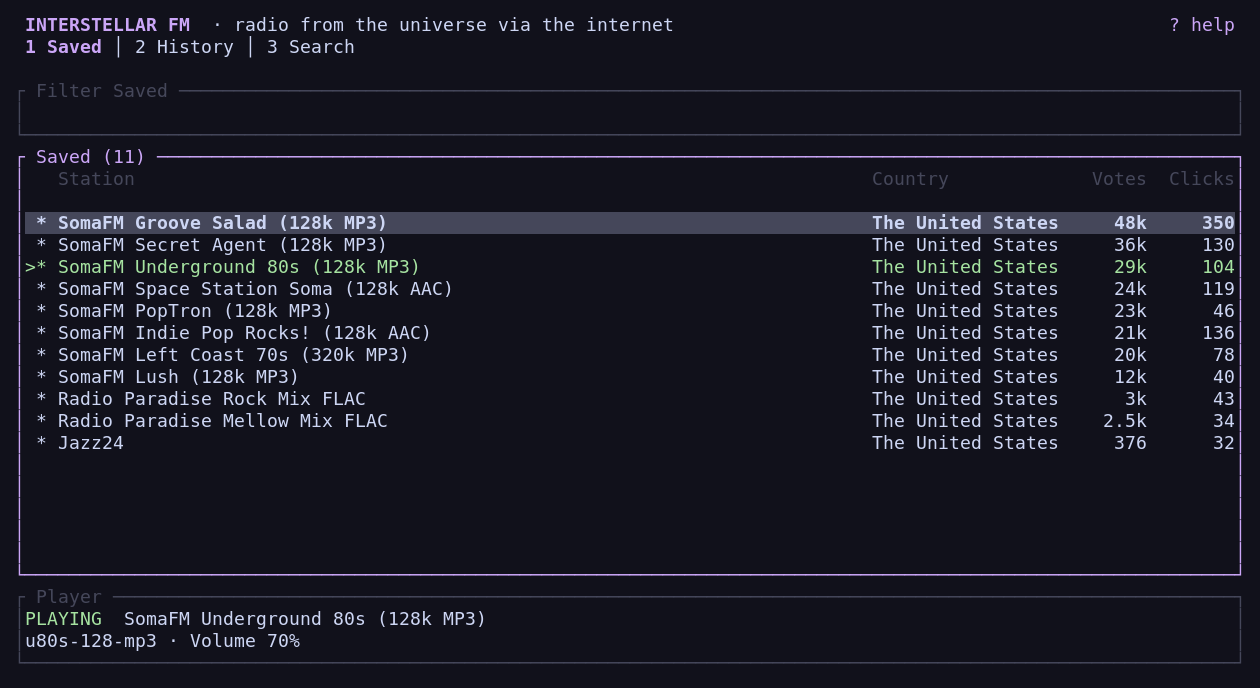 INTERSTELLAR FM · radio from the universe via the internet ? help
1 Saved │ 2 History │ 3 Search
Filter Saved
Saved (11)
Station Country Votes Clicks
* SomaFM Groove Salad (128k MP3) The United States 48k 350
* SomaFM Secret Agent (128k MP3) The United States 36k 130
>* SomaFM Underground 80s (128k MP3) The United States 29k 104
* SomaFM Space Station Soma (128k AAC) The United States 24k 119
* SomaFM PopTron (128k MP3) The United States 23k 46
* SomaFM Indie Pop Rocks! (128k AAC) The United States 21k 136
* SomaFM Left Coast 70s (320k MP3) The United States 20k 78
* SomaFM Lush (128k MP3) The United States 12k 40
* Radio Paradise Rock Mix FLAC The United States 3k 43
* Radio Paradise Mellow Mix FLAC The United States 2.5k 34
* Jazz24 The United States 376 32
Player
PLAYING SomaFM Underground 80s (128k MP3)
u80s-128-mp3 · Volume 70%